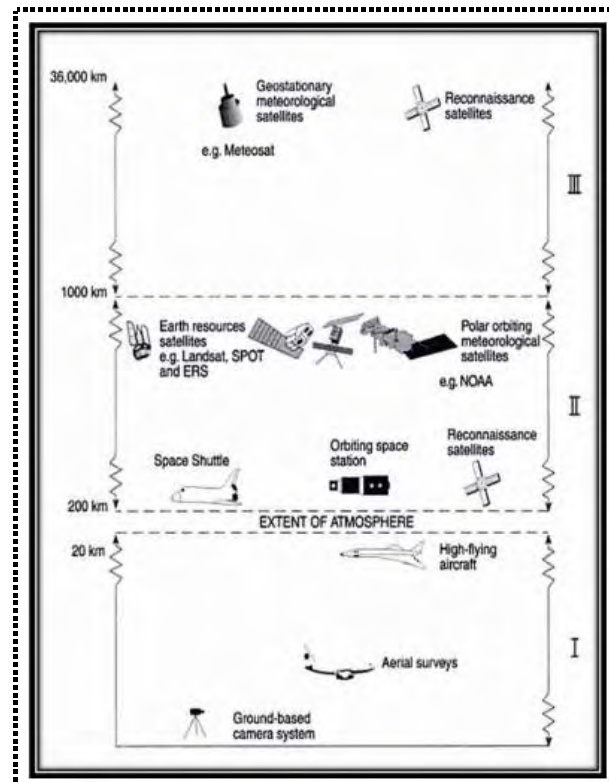 36,000 km
Geostationary
meteorological
satellites
e.g. Meteosat
Reconnaissance
satellites
III
1000 km
Earth resources
satellites
e.g. Landsat, SPOT
and ERS
Polar orbiting
meteorological
satellites
e.g. NOAA
II
Space Shuttle
Orbiting space
station
Reconnaissance
satellites
200 km
EXTENT OF ATMOSPHERE
20 km
High-flying
aircraft
I
Aerial surveys
Ground-based
camera system